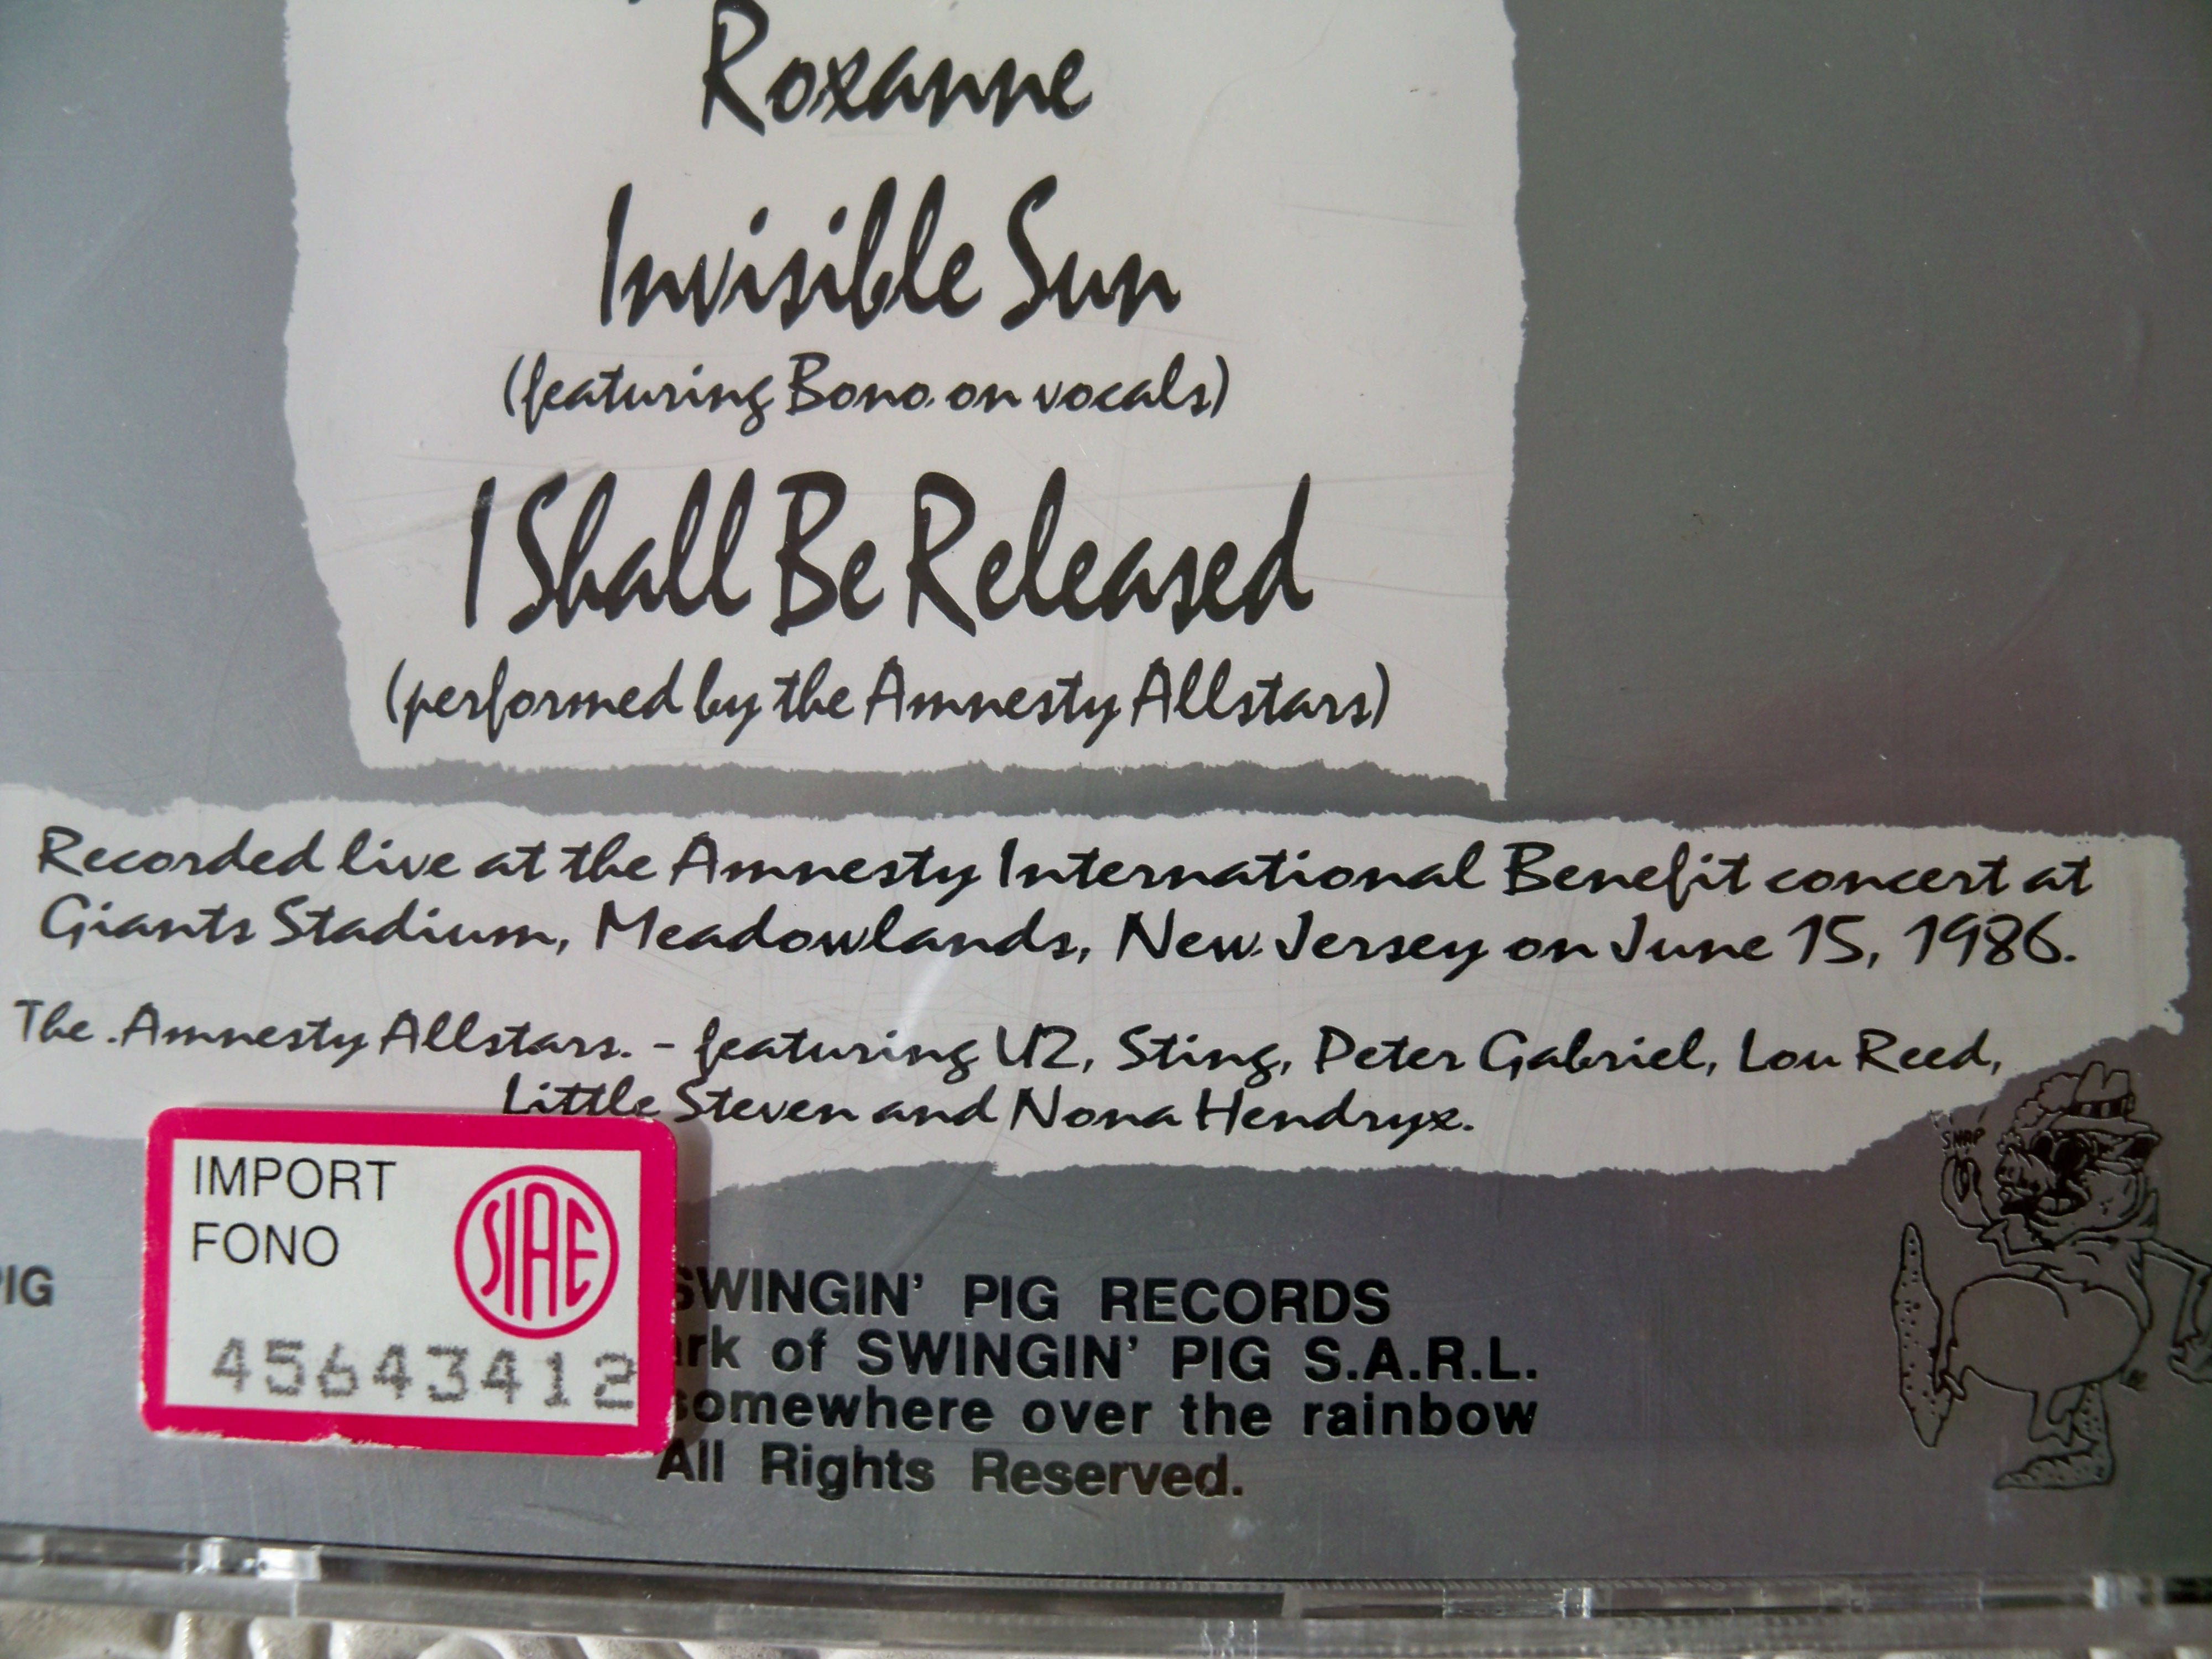 Roxanne
Invisible Sun
(featuring Bono on vocals)
I Shall Be Released
(performed by the Amnesty Allstars)
Recorded live at the Amnesty International Benefit concert at
Giants Stadium, Meadowlands, New Jersey on June 15, 1986.
The Amnesty Allstars. - featuring U2, Sting, Peter Gabriel, Lou Reed,
Little Steven and Nona Hendryx.
SNAP
IMPORT
FONO
SIAE
45643412
PIG
SWINGIN' PIG RECORDS
ark of SWINGIN' PIG S.A.R.L.
somewhere over the rainbow
All Rights Reserved.